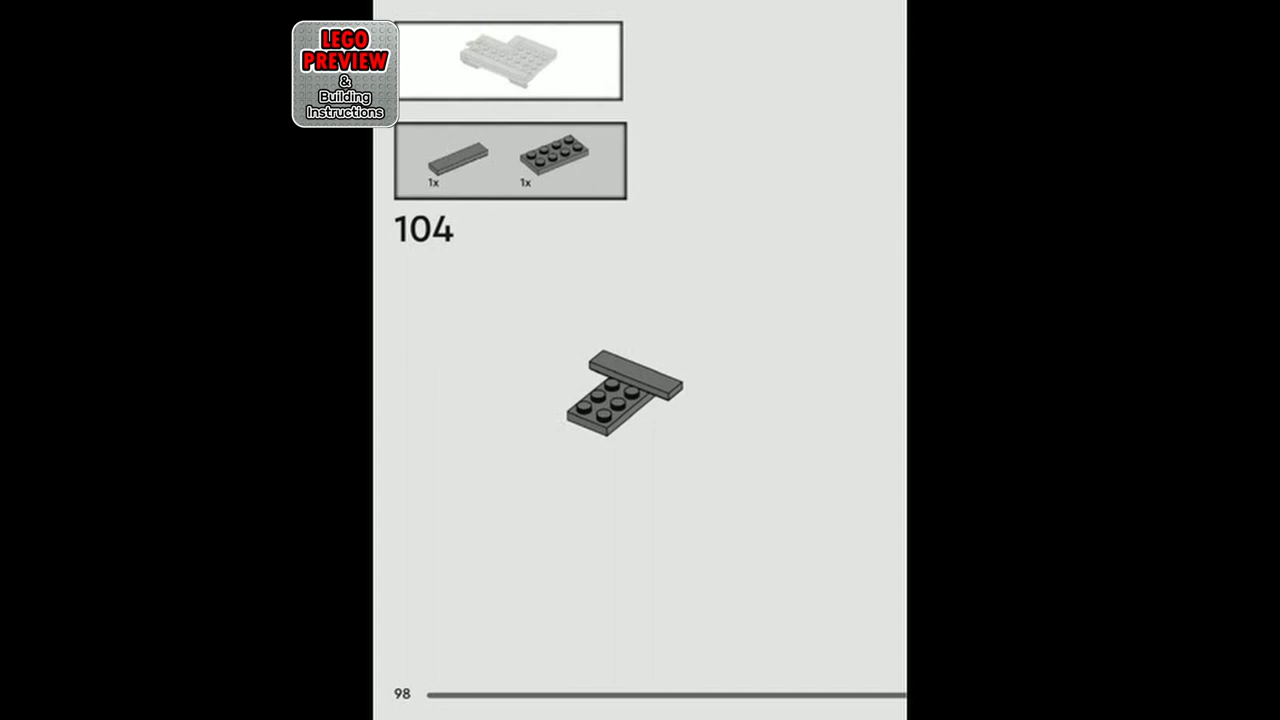 LEGO
PREVIEW
&
Building
Instructions
1x
1x
104
98